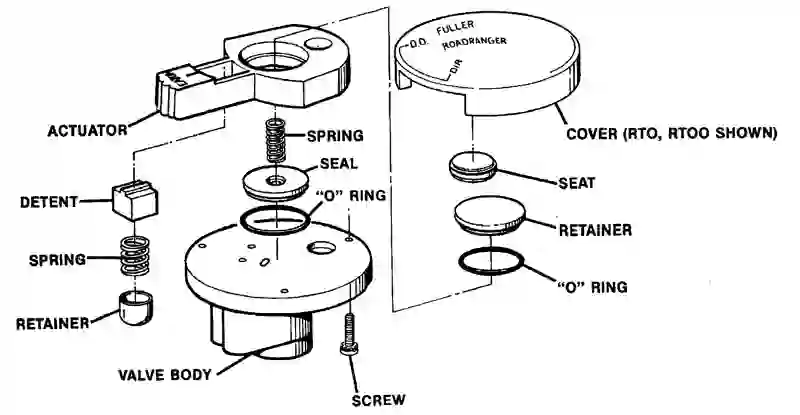 O.D. FULLER
ROADRANGER
DIR
ACTUATOR
SPRING
COVER (RTO, RTOO SHOWN)
SEAL
SEAT
DETENT
"O" RING
RETAINER
SPRING
"O" RING
RETAINER
VALVE BODY
SCREW